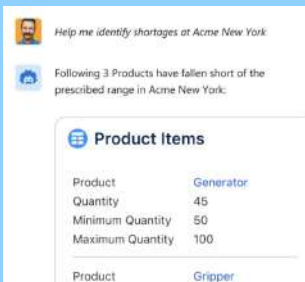 Help me identify shortages at Acme New York
Following 3 Products have fallen short of the
prescribed range in Acme New York:
Product Items
Product Generator
Quantity 45
Minimum Quantity 50
Maximum Quantity 100
Product Gripper